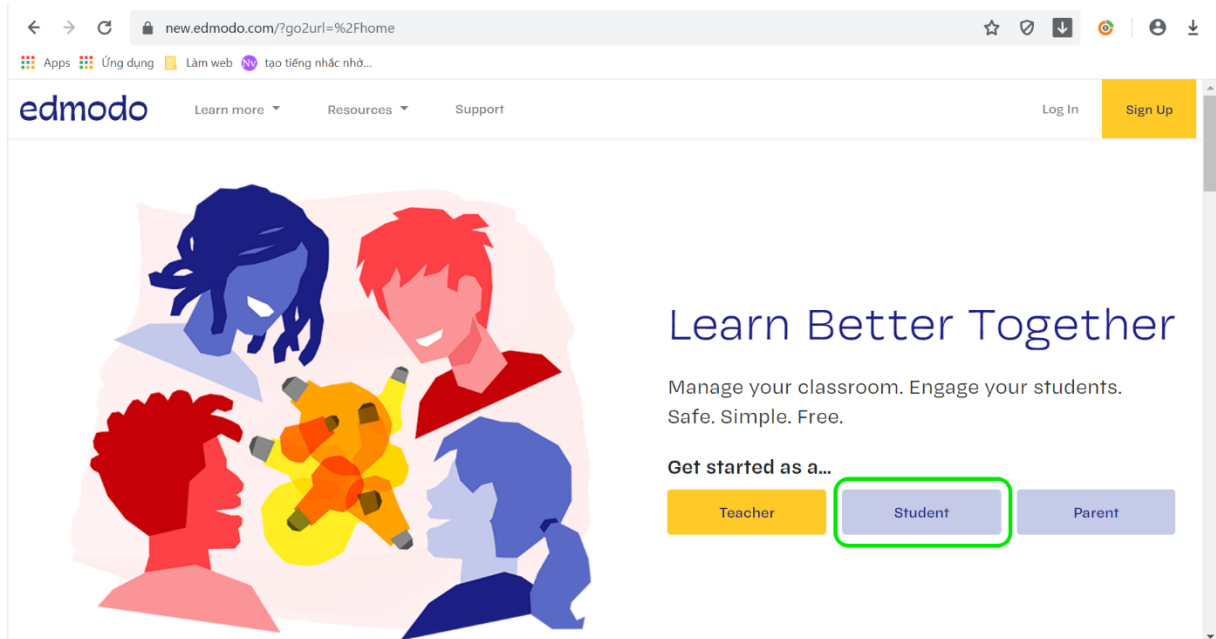 new.edmodo.com/?go2url=%2Fhome
Apps Ứng dụng Làm web Nv tạo tiếng nhắc nhở...
edmodo Learn more Resources Support Log In Sign Up
Learn Better Together
Manage your classroom. Engage your students.
Safe. Simple. Free.
Get started as a...
Teacher Student Parent